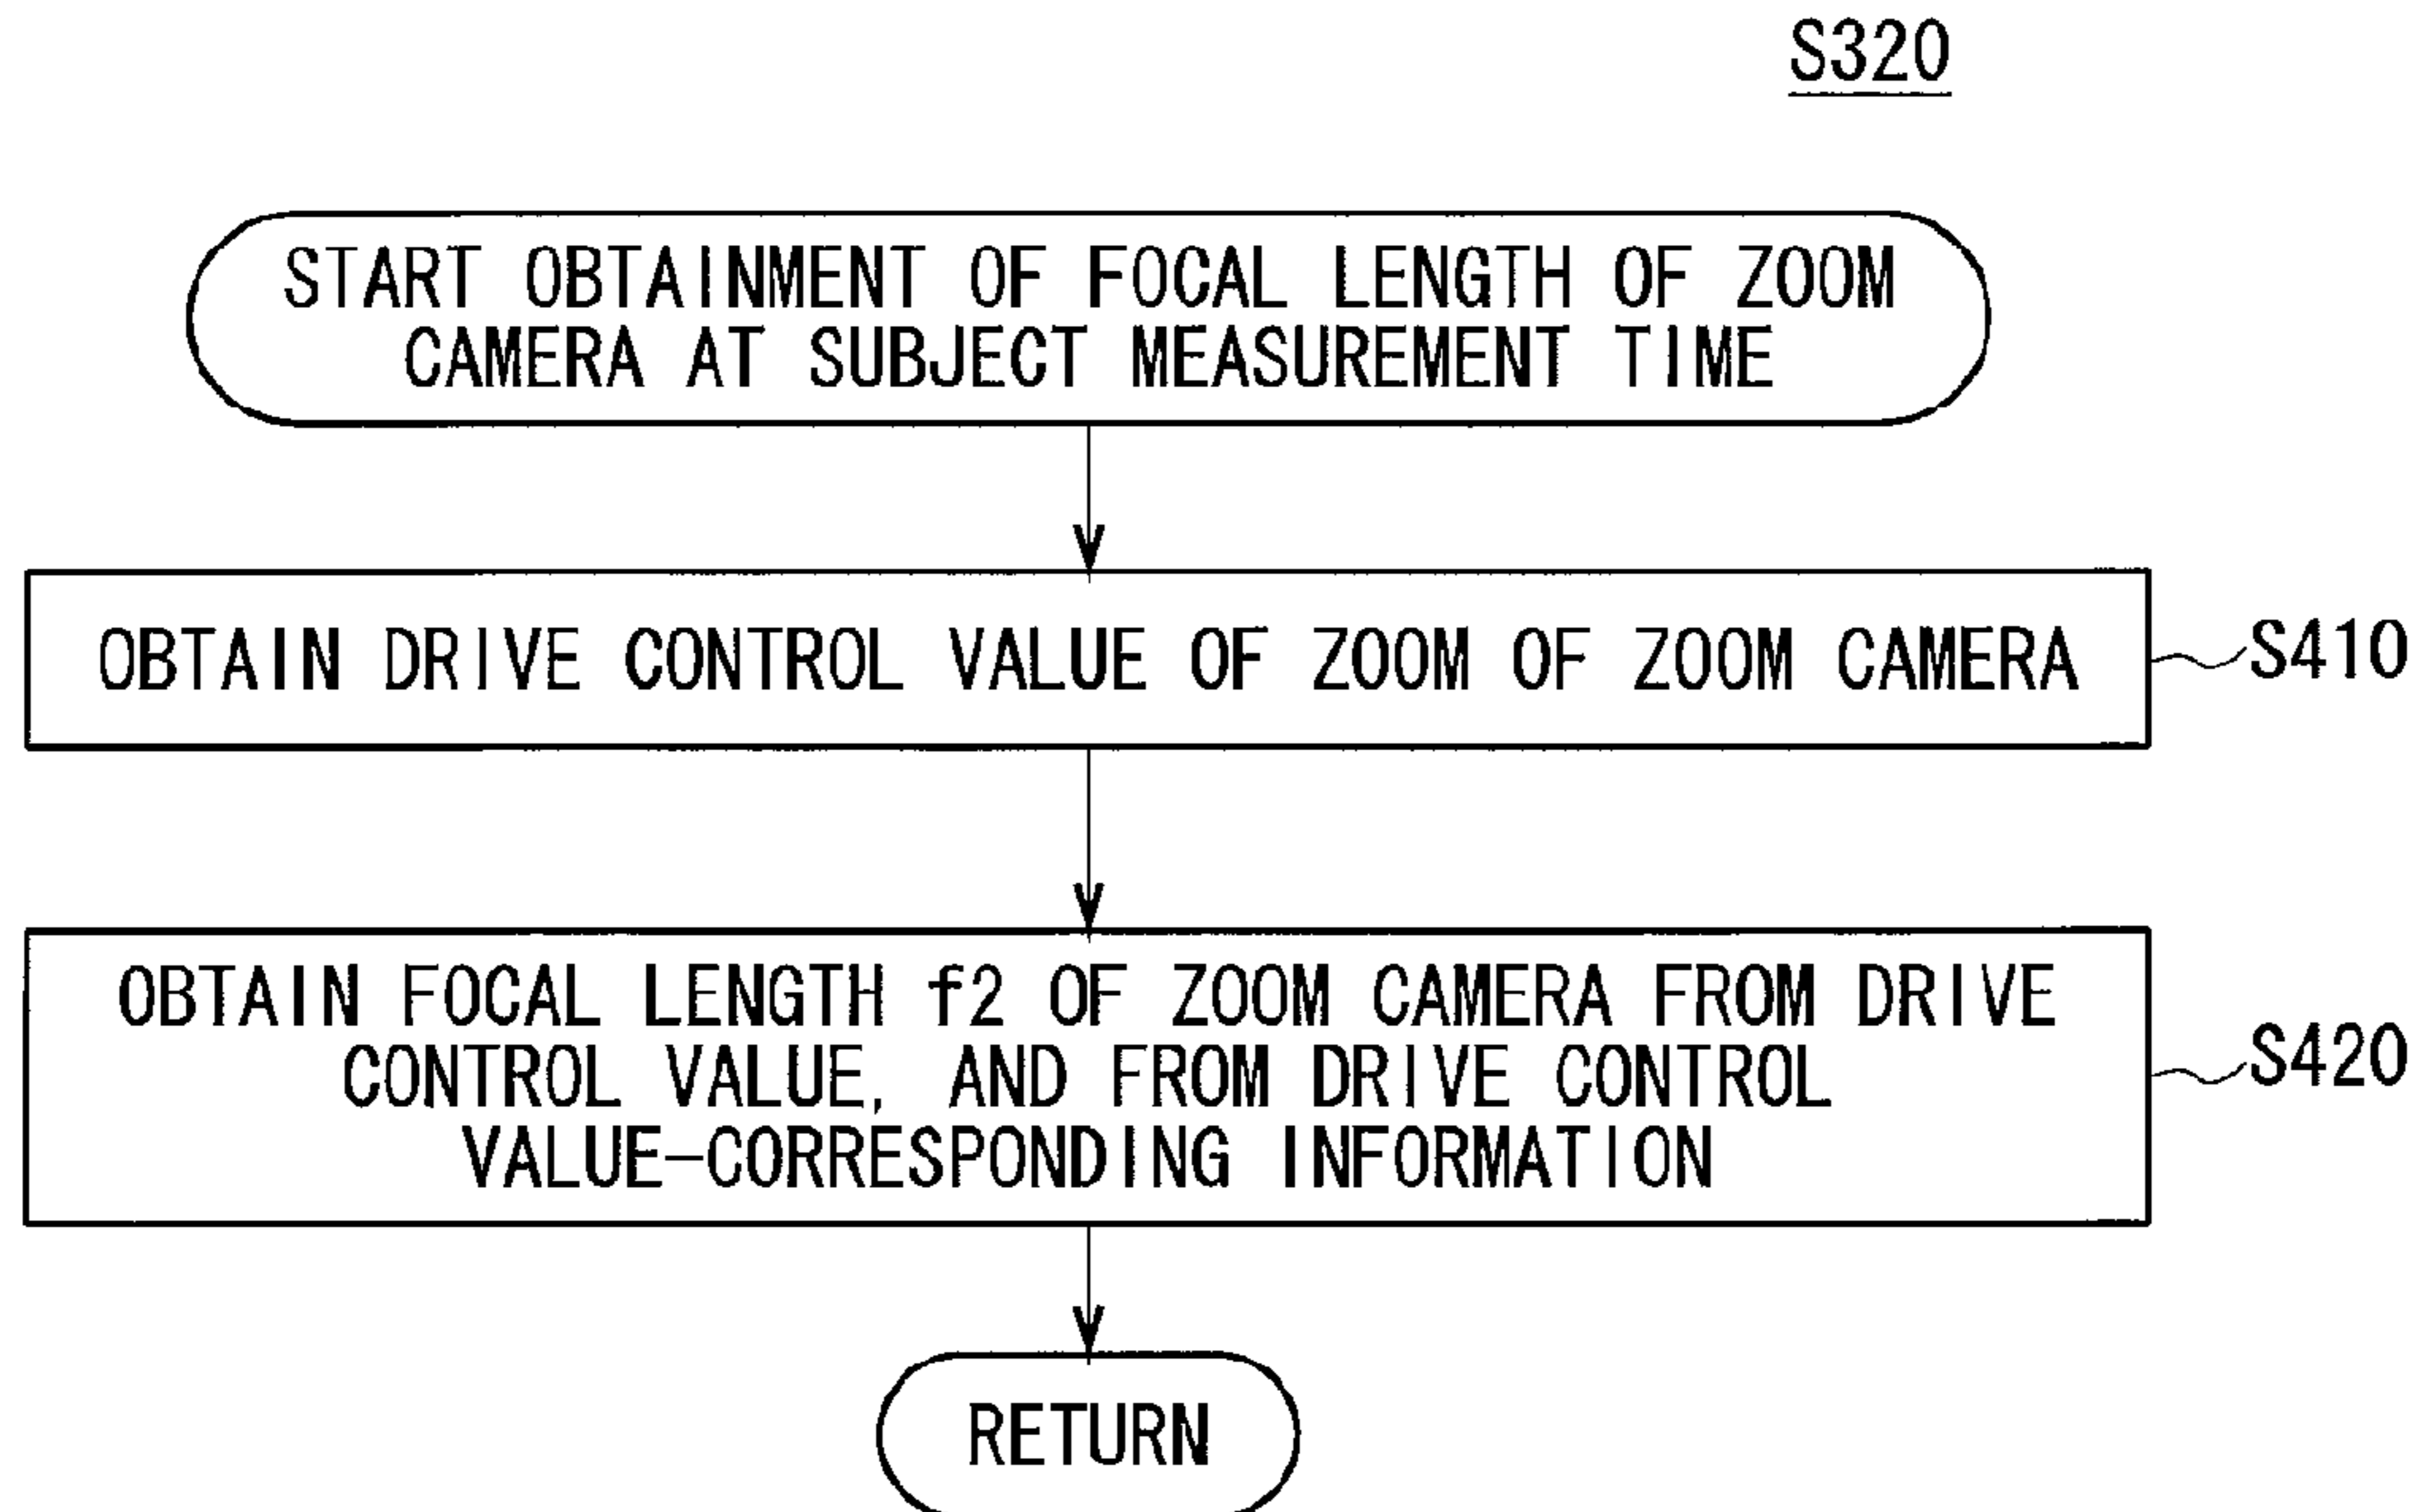 S320
START OBTAINMENT OF FOCAL LENGTH OF ZOOM
CAMERA AT SUBJECT MEASUREMENT TIME
OBTAIN DRIVE CONTROL VALUE OF ZOOM OF ZOOM CAMERA
S410
OBTAIN FOCAL LENGTH f2 OF ZOOM CAMERA FROM DRIVE
CONTROL VALUE, AND FROM DRIVE CONTROL
VALUE-CORRESPONDING INFORMATION
S420
RETURN